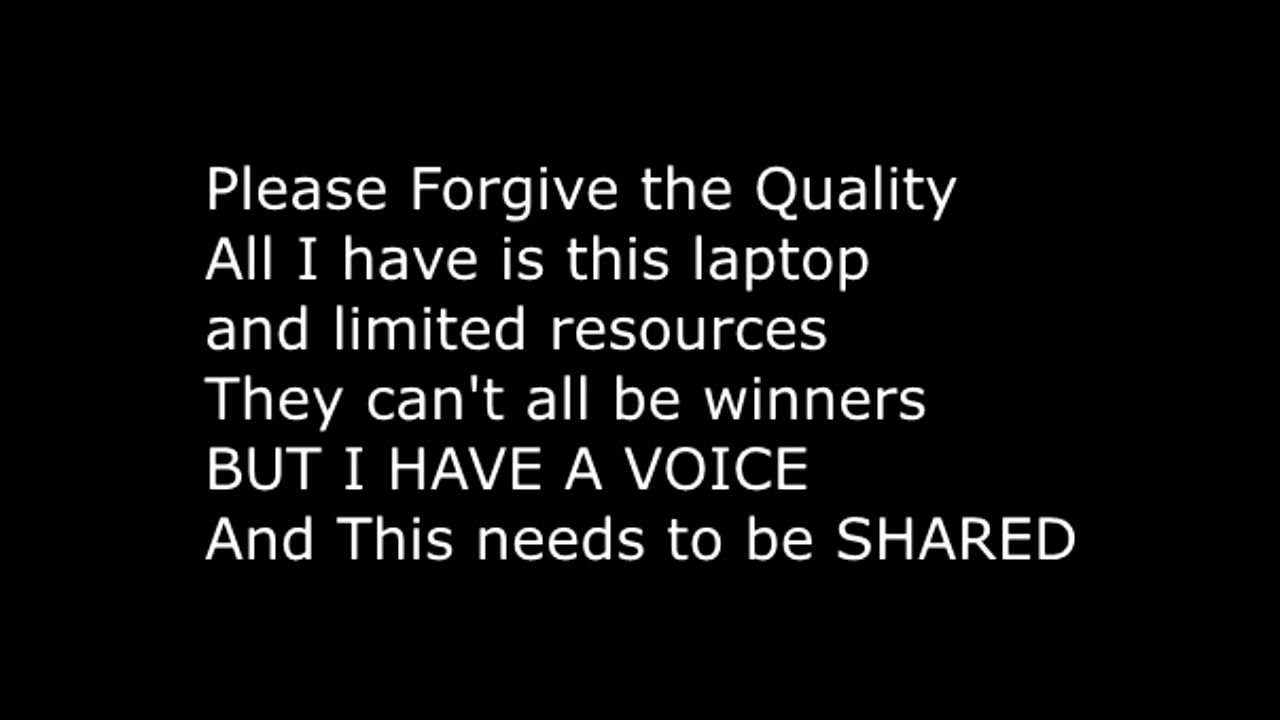 Please Forgive the Quality
All I have is this laptop
and limited resources
They can't all be winners
BUT I HAVE A VOICE
And This needs to be SHARED